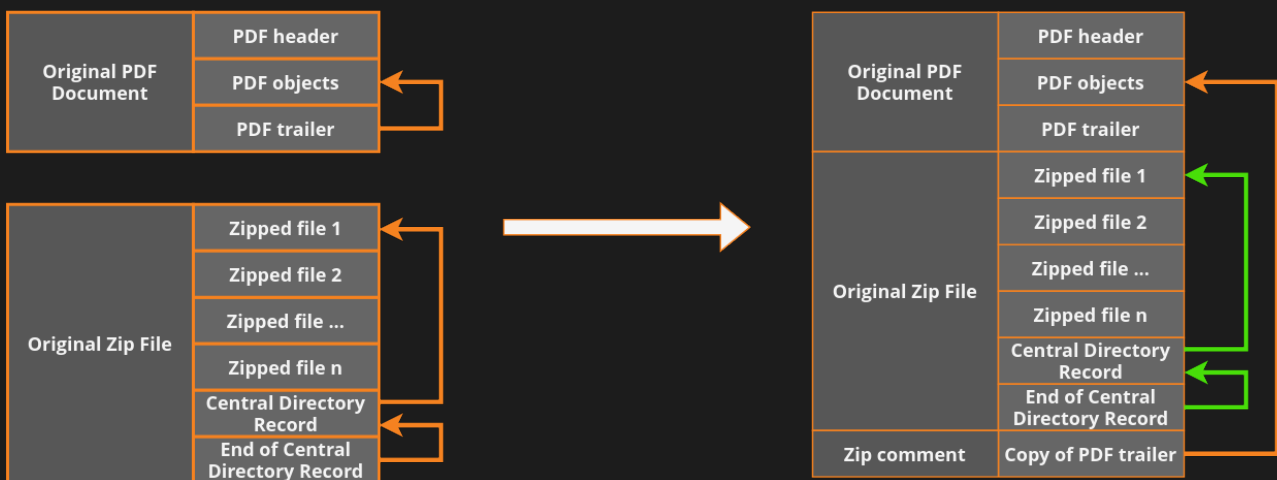 Original PDF
Document
PDF header
PDF objects
PDF trailer
Original Zip File
Zipped file 1
Zipped file 2
Zipped file ...
Zipped file n
Central Directory
Record
End of Central
Directory Record
Original PDF
Document
PDF header
PDF objects
PDF trailer
Original Zip File
Zipped file 1
Zipped file 2
Zipped file ...
Zipped file n
Central Directory
Record
End of Central
Directory Record
Zip comment
Copy of PDF trailer